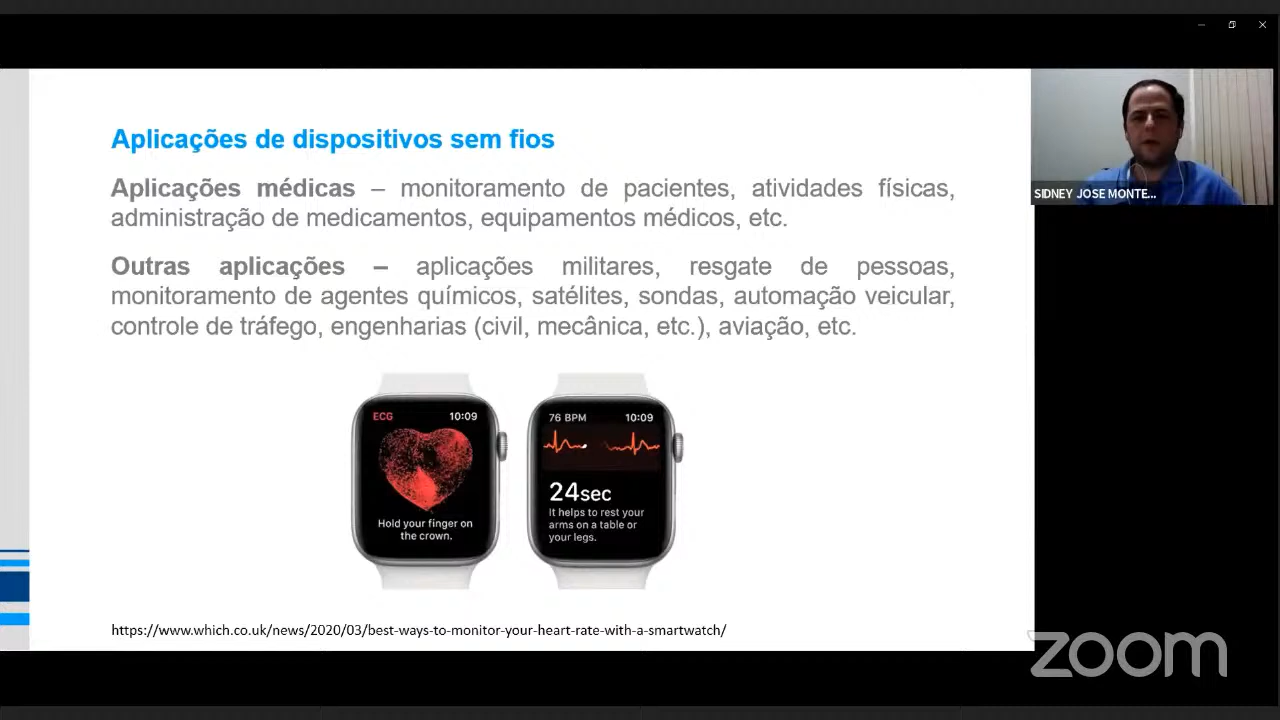 Aplicações de dispositivos sem fios
Aplicações médicas – monitoramento de pacientes, atividades físicas,
administração de medicamentos, equipamentos médicos, etc.
Outras aplicações – aplicações militares, resgate de pessoas,
monitoramento de agentes químicos, satélites, sondas, automação veicular,
controle de tráfego, engenharias (civil, mecânica, etc.), aviação, etc.
ECG 10:09
Hold your finger on
the crown.
76 BPM 10:09
24sec
It helps to rest your
arms on a table or
your legs.
https://www.which.co.uk/news/2020/03/best-ways-to-monitor-your-heart-rate-with-a-smartwatch/
SIDNEY JOSE MONTE...
zoom